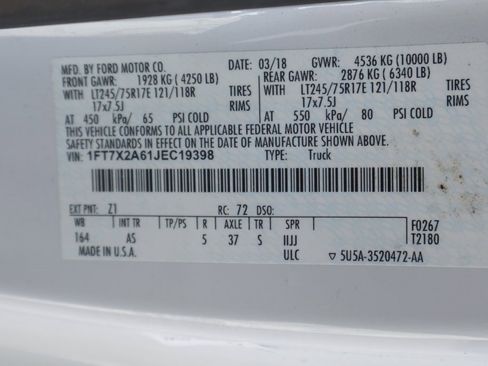 MFD. BY FORD MOTOR CO. DATE: 03/18 GVWR: 4536 KG (10000 LB)
FRONT GAWR: 1928 KG (4250 LB) REAR GAWR: 2876 KG (6340 LB)
WITH LT245/75R17E 121/118R TIRES WITH LT245/75R17E 121/118R TIRES
17x7.5J RIMS 17x7.5J RIMS
AT 450 kPa/ 65 PSI COLD AT 550 kPa/ 80 PSI COLD
THIS VEHICLE CONFORMS TO ALL APPLICABLE FEDERAL MOTOR VEHICLE
SAFETY STANDARDS IN EFFECT ON THE DATE OF MANUFACTURE SHOWN ABOVE.
VIN: 1FT7X2A61JEC19398 TYPE: Truck
EXT PNT: Z1 RC: 72 DSO: F0267
WB INT TR TP/PS R AXLE TR SPR T2180
164 AS 5 37 S IIJJ
MADE IN U.S.A. ULC ▽ 5U5A-3520472-AA